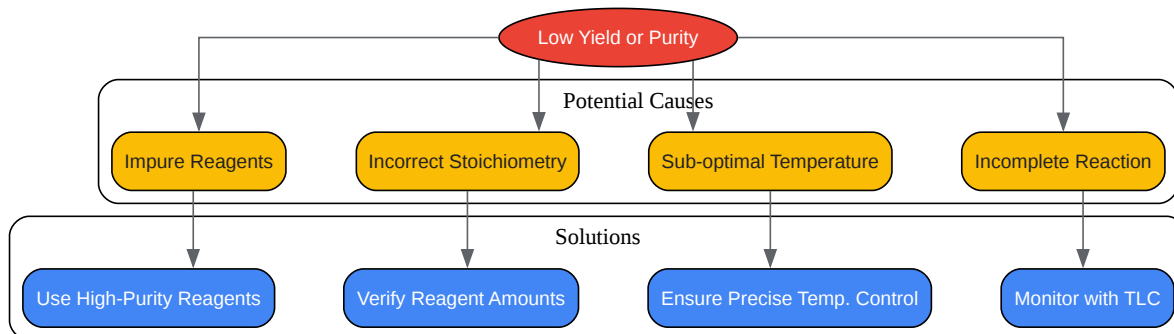 Low Yield or Purity
Potential Causes
Impure Reagents
Incorrect Stoichiometry
Sub-optimal Temperature
Incomplete Reaction
Solutions
Use High-Purity Reagents
Verify Reagent Amounts
Ensure Precise Temp. Control
Monitor with TLC